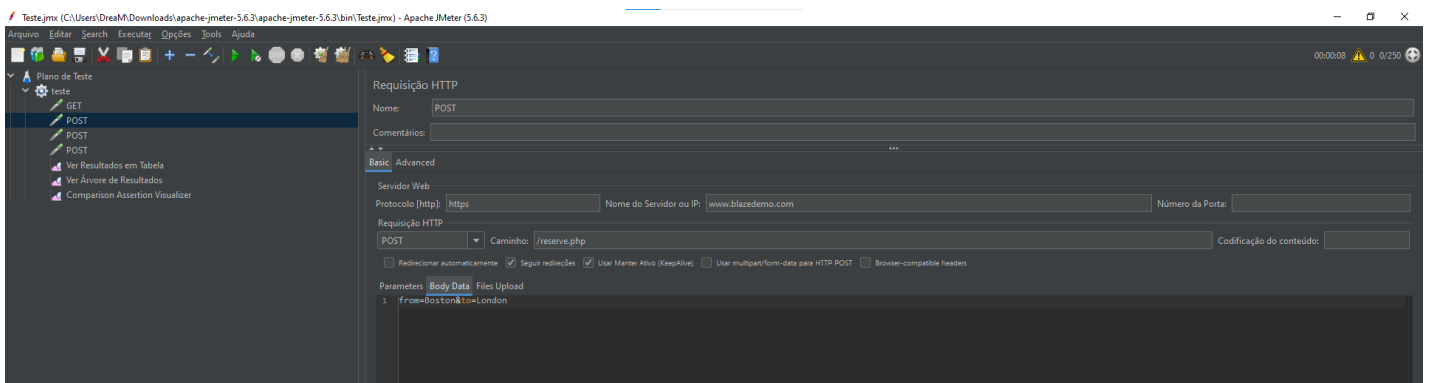 Teste.jmx (C:\Users\DreaM\Downloads\apache-jmeter-5.6.3\apache-jmeter-5.6.3\bin\Teste.jmx) - Apache JMeter (5.6.3)
Arquivo Editar Search Executar Opções Tools Ajuda
00:00:08 0 0/250
Plano de Teste
teste
GET
POST
POST
POST
Ver Resultados em Tabela
Ver Árvore de Resultados
Comparison Assertion Visualizer
Requisição HTTP
Nome: POST
Comentários:
Basic Advanced
Servidor Web
Protocolo [http]: https Nome do Servidor ou IP: www.blazedemo.com Número da Porta:
Requisição HTTP
POST Caminho: /reserve.php Codificação do conteúdo:
Redirecionar automaticamente Seguir redireções Usar Manter Ativo (KeepAlive) Usar multipart/form-data para HTTP POST Browser-compatible headers
Parameters Body Data Files Upload
1 from=Boston&to=London